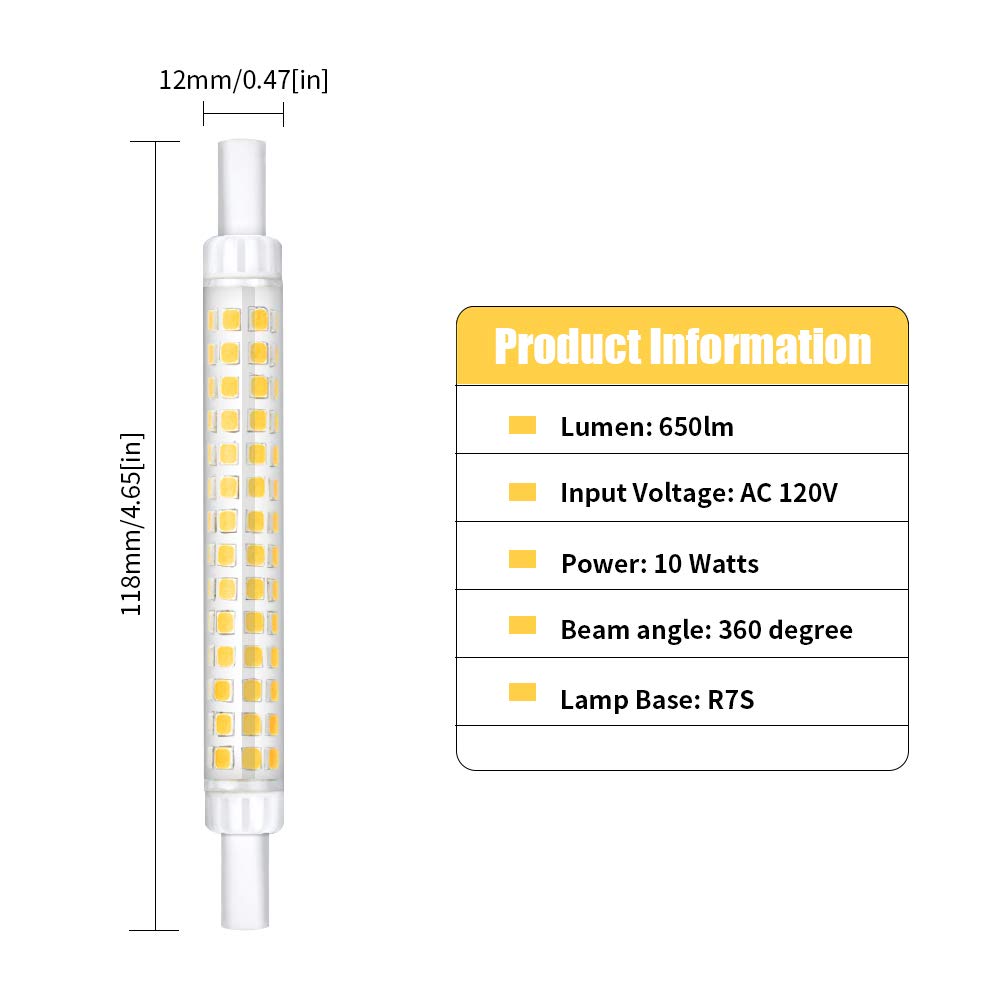 12mm/0.47[in]
118mm/4.65[in]
Product Information
Lumen: 650lm
Input Voltage: AC 120V
Power: 10 Watts
Beam angle: 360 degree
Lamp Base: R7S